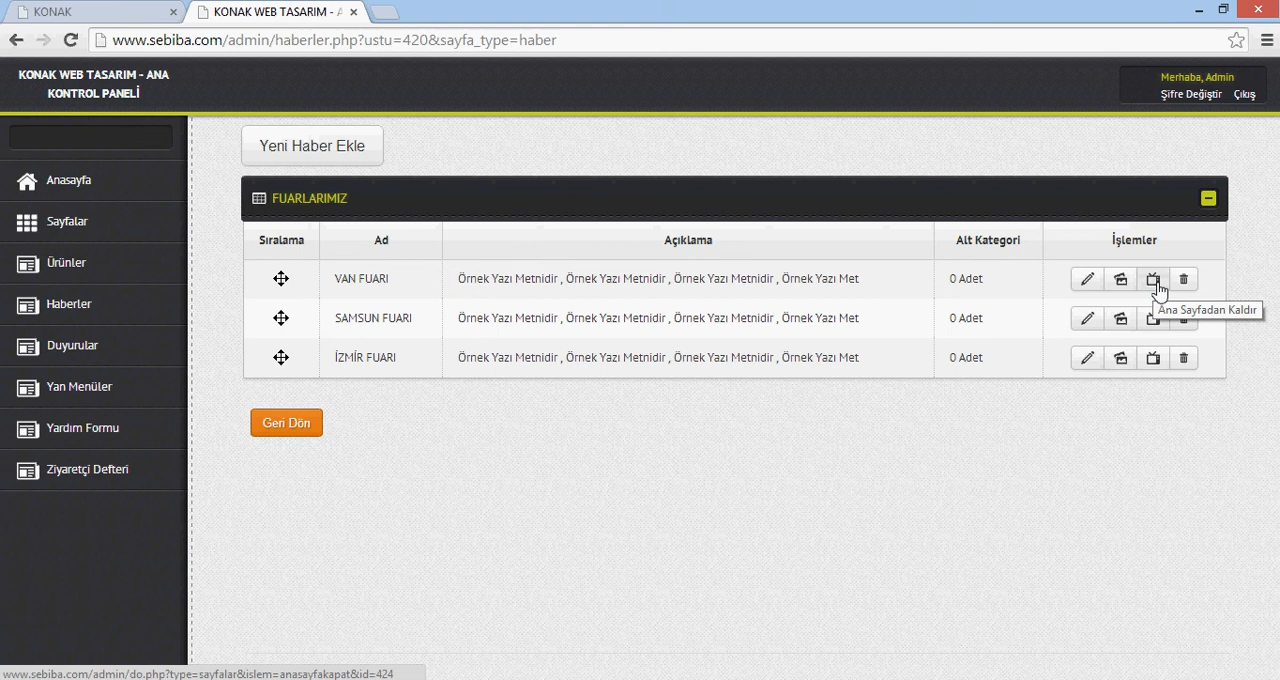 KONAK
KONAK WEB TASARIM - A
www.sebiba.com/admin/haberler.php?ustu=420&sayfa_type=haber
KONAK WEB TASARIM - ANA
KONTROL PANELİ
Merhaba, Admin
Şifre Değiştir Çıkış
Anasayfa
Sayfalar
Ürünler
Haberler
Duyurular
Yan Menüler
Yardım Formu
Ziyaretçi Defteri
Yeni Haber Ekle
FUARLARIMIZ
Sıralama Ad Açıklama Alt Kategori İşlemler
VAN FUARI Örnek Yazı Metnidir , Örnek Yazı Metnidir , Örnek Yazı Metnidir , Örnek Yazı Met 0 Adet
Ana Sayfadan Kaldır
SAMSUN FUARI Örnek Yazı Metnidir , Örnek Yazı Metnidir , Örnek Yazı Metnidir , Örnek Yazı Met 0 Adet
İZMİR FUARI Örnek Yazı Metnidir , Örnek Yazı Metnidir , Örnek Yazı Metnidir , Örnek Yazı Met 0 Adet
Geri Dön
www.sebiba.com/admin/do.php?type=sayfalar&islem=anasayfakapat&id=424